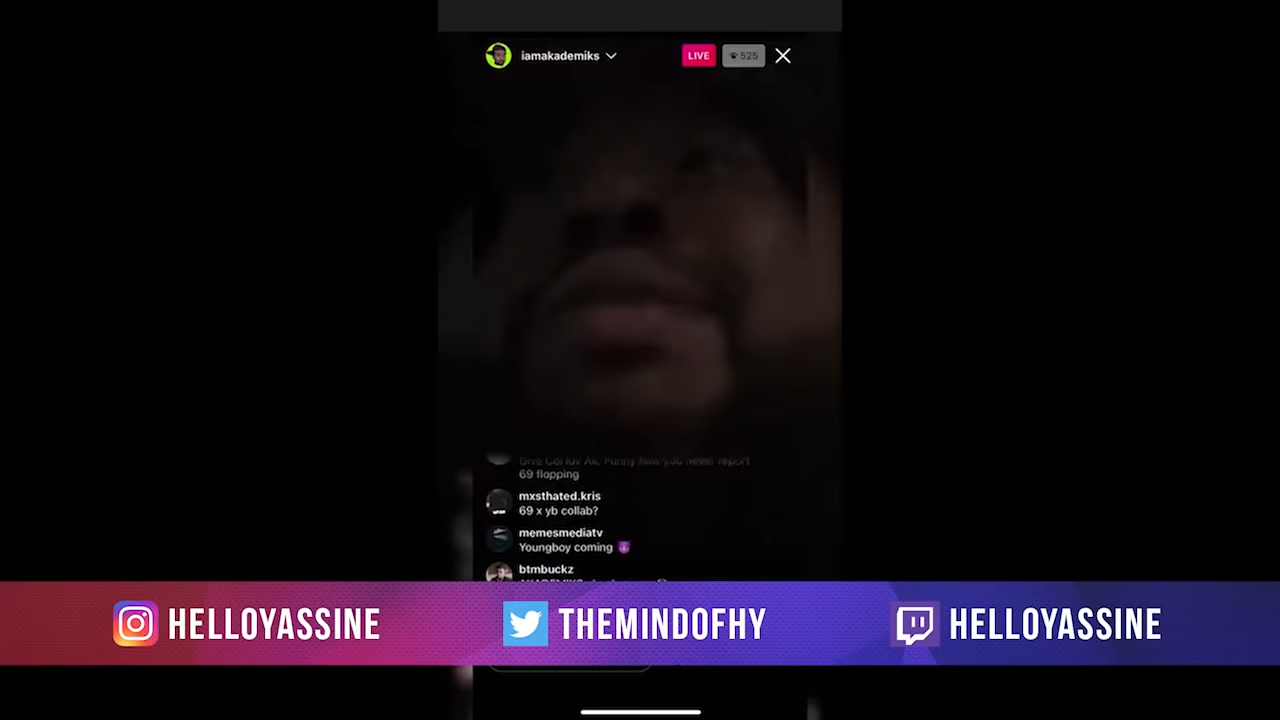 iamakademiks
LIVE
525
69 flopping
mxsthated.kris
69 x yb collab?
memesmediatv
Youngboy coming 😈
btmbuckz
HELLOYASSINE
THEMINDOFHY
HELLOYASSINE